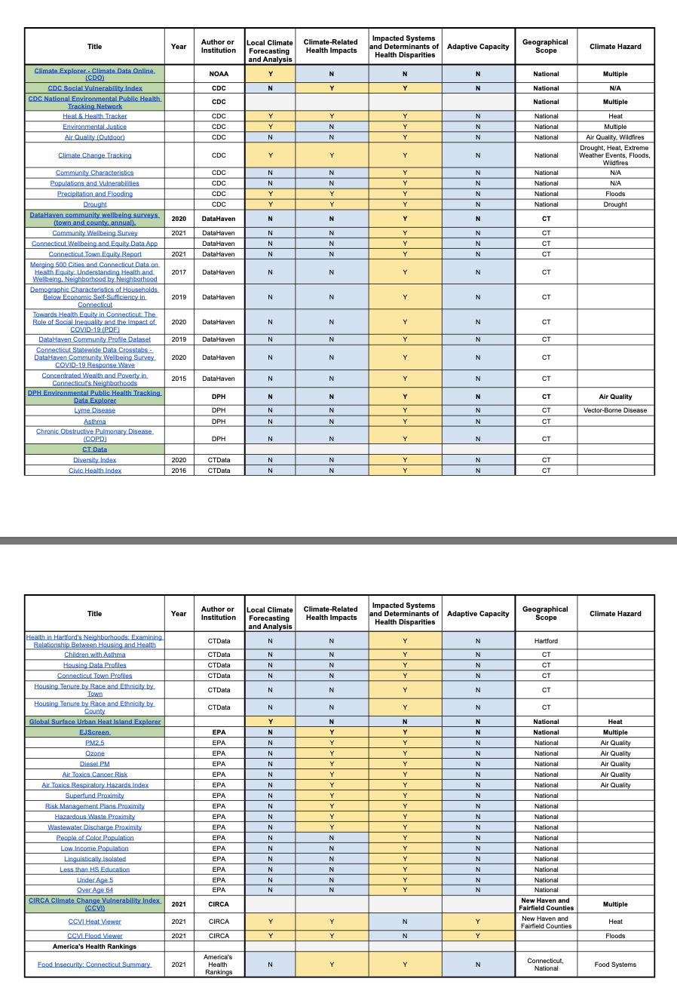 Title Year Author or Institution Local Climate Forecasting and Analysis Climate-Related Health Impacts Impacted Systems and Determinants of Health Disparities Adaptive Capacity Geographical Scope Climate Hazard
Climate Explorer - Climate Data Online (CDO) NOAA Y N N N National Multiple
CDC Social Vulnerability Index CDC N Y Y N National N/A
CDC National Environmental Public Health Tracking Network CDC National Multiple
Heat & Health Tracker CDC Y Y Y N National Heat
Environmental Justice CDC Y N Y N National Multiple
Air Quality (Outdoor) CDC N N Y N National Air Quality, Wildfires
Climate Change Tracking CDC Y Y Y N National Drought, Heat, Extreme Weather Events, Floods, Wildfires
Community Characteristics CDC N N Y N National N/A
Populations and Vulnerabilities CDC N N Y N National N/A
Precipitation and Flooding CDC Y Y Y N National Floods
Drought CDC Y Y Y N National Drought
DataHaven community wellbeing surveys (town and county, annual). 2020 DataHaven N N Y N CT
Community Wellbeing Survey 2021 DataHaven N N Y N CT
Connecticut Wellbeing and Equity Data App DataHaven N N Y N CT
Connecticut Town Equity Report 2021 DataHaven N N Y N CT
Merging 500 Cities and Connecticut Data on Health Equity: Understanding Health and Wellbeing, Neighborhood by Neighborhood 2017 DataHaven N N Y N CT
Demographic Characteristics of Households Below Economic Self-Sufficiency in Connecticut 2019 DataHaven N N Y N CT
Towards Health Equity in Connecticut: The Role of Social Inequality and the Impact of COVID-19 (PDF) 2020 DataHaven N N Y N CT
DataHaven Community Profile Dataset 2019 DataHaven N N Y N CT
Connecticut Statewide Data Crosstabs - DataHaven Community Wellbeing Survey COVID-19 Response Wave 2020 DataHaven N N Y N CT
Concentrated Wealth and Poverty in Connecticut's Neighborhoods 2015 DataHaven N N Y N CT
DPH Environmental Public Health Tracking Data Explorer DPH N N Y N CT Air Quality
Lyme Disease DPH N N Y N CT Vector-Borne Disease
Asthma DPH N N Y N CT
Chronic Obstructive Pulmonary Disease (COPD) DPH N N Y N CT
CT Data
Diversity Index 2020 CTData N N Y N CT
Civic Health Index 2016 CTData N N Y N CT
Title Year Author or Institution Local Climate Forecasting and Analysis Climate-Related Health Impacts Impacted Systems and Determinants of Health Disparities Adaptive Capacity Geographical Scope Climate Hazard
Health in Hartford's Neighborhoods: Examining Relationship Between Housing and Health CTData N N Y N Hartford
Children with Asthma CTData N N Y N CT
Housing Data Profiles CTData N N Y N CT
Connecticut Town Profiles CTData N N Y N CT
Housing Tenure by Race and Ethnicity by Town CTData N N Y N CT
Housing Tenure by Race and Ethnicity by County CTData N N Y N CT
Global Surface Urban Heat Island Explorer Y N N N National Heat
EJScreen EPA N Y Y N National Multiple
PM2.5 EPA N Y Y N National Air Quality
Ozone EPA N Y Y N National Air Quality
Diesel PM EPA N Y Y N National Air Quality
Air Toxics Cancer Risk EPA N Y Y N National Air Quality
Air Toxics Respiratory Hazards Index EPA N Y Y N National Air Quality
Superfund Proximity EPA N Y Y N National
Risk Management Plans Proximity EPA N Y Y N National
Hazardous Waste Proximity EPA N Y Y N National
Wastewater Discharge Proximity EPA N Y Y N National
People of Color Population EPA N N Y N National
Low Income Population EPA N N Y N National
Linguistically Isolated EPA N N Y N National
Less than HS Education EPA N N Y N National
Under Age 5 EPA N N Y N National
Over Age 64 EPA N N Y N National
CIRCA Climate Change Vulnerability Index (CCVI) 2021 CIRCA New Haven and Fairfield Counties Multiple
CCVI Heat Viewer 2021 CIRCA Y Y N Y New Haven and Fairfield Counties Heat
CCVI Flood Viewer 2021 CIRCA Y Y N Y Floods
America's Health Rankings
Food Insecurity: Connecticut Summary 2021 America's Health Rankings N Y Y N Connecticut, National Food Systems